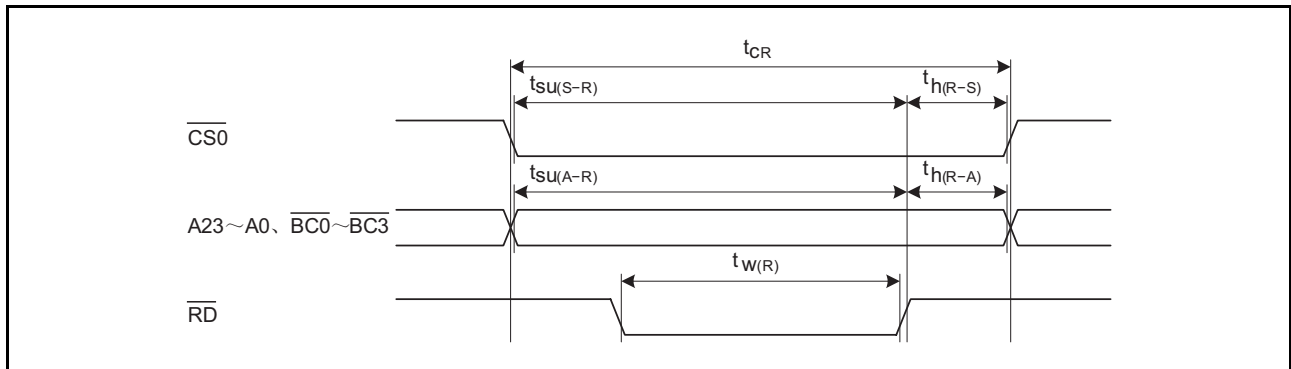 tCR
tsu(S-R) th(R-S)
CS0
tsu(A-R) th(R-A)
A23～A0、BC0～BC3
tw(R)
RD